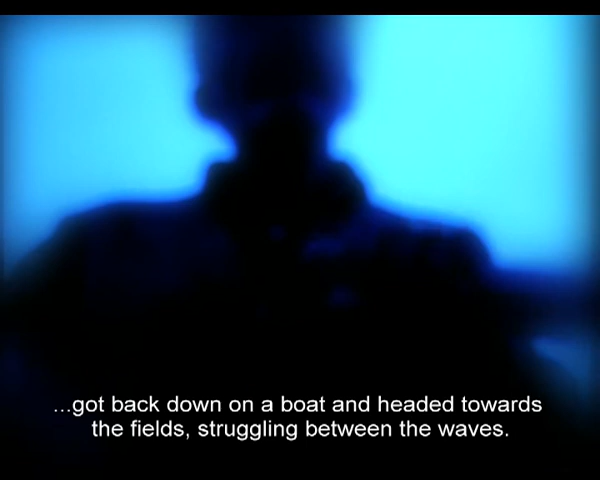 ...got back down on a boat and headed towards
the fields, struggling between the waves.